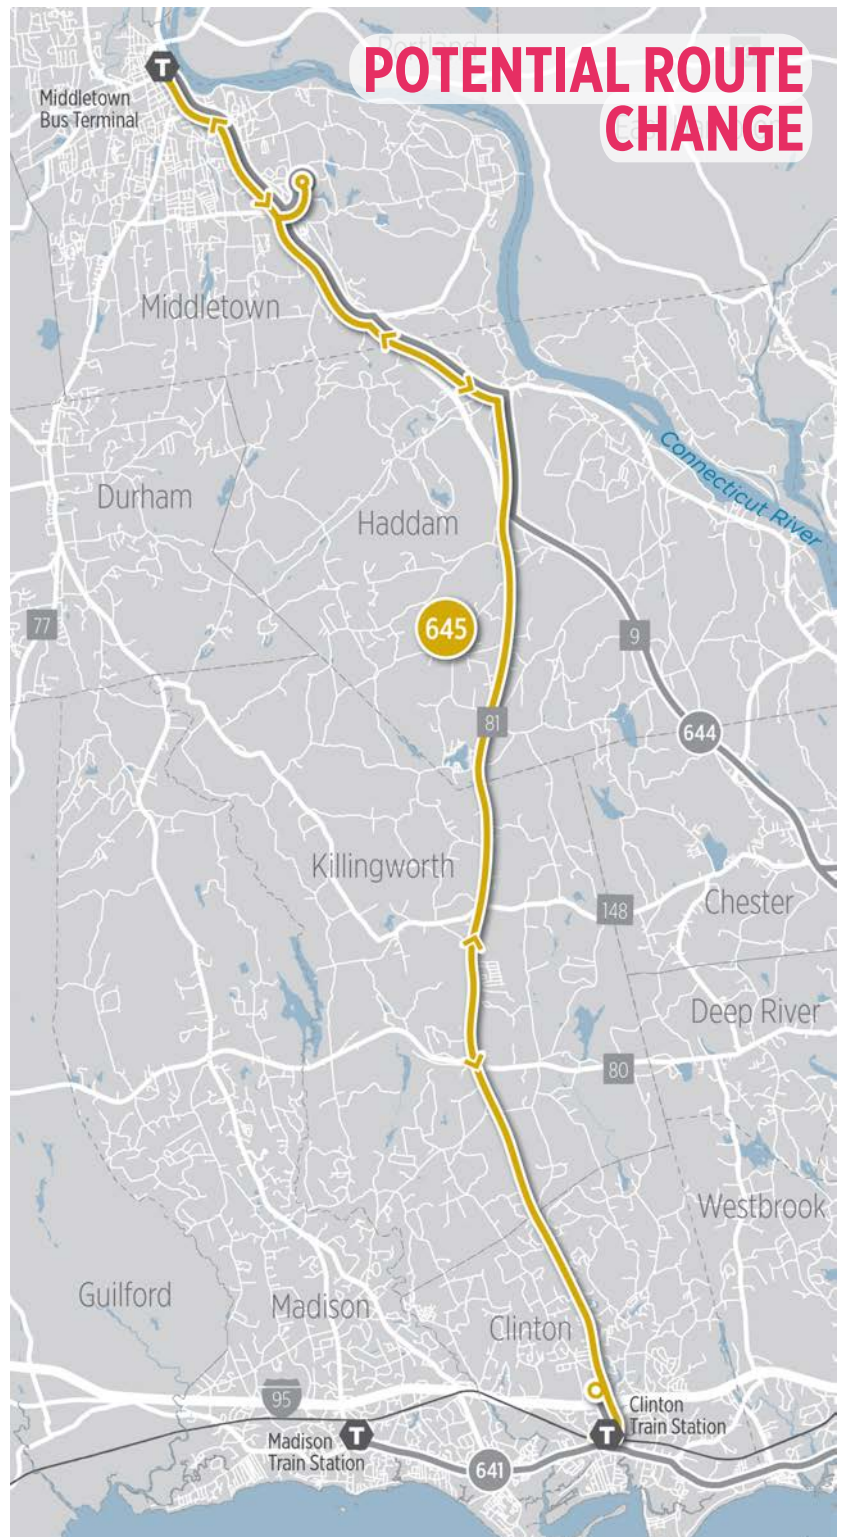 Portland
POTENTIAL ROUTE
CHANGE
Middletown
Bus Terminal
Middletown
Connecticut River
Durham
Haddam
77
645
9
81
644
Killingworth
148
Chester
Deep River
80
Westbrook
Guilford
Madison
Clinton
95
Clinton
Train Station
Madison
Train Station
641